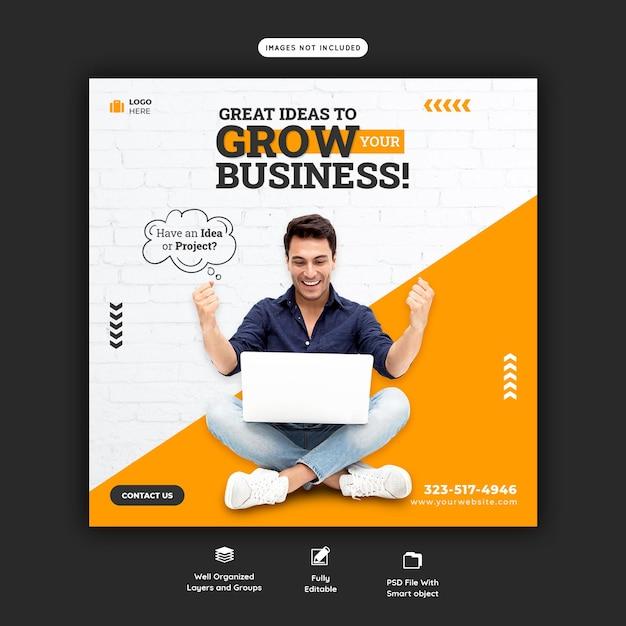 IMAGES NOT INCLUDED
LOGO
HERE
GREAT IDEAS TO
GROW YOUR
BUSINESS!
Have an Idea
or Project?
CONTACT US
323-517-4946
www.yourwebsite.com
Well Organized
Layers and Groups
Fully
Editable
PSD File With
Smart object